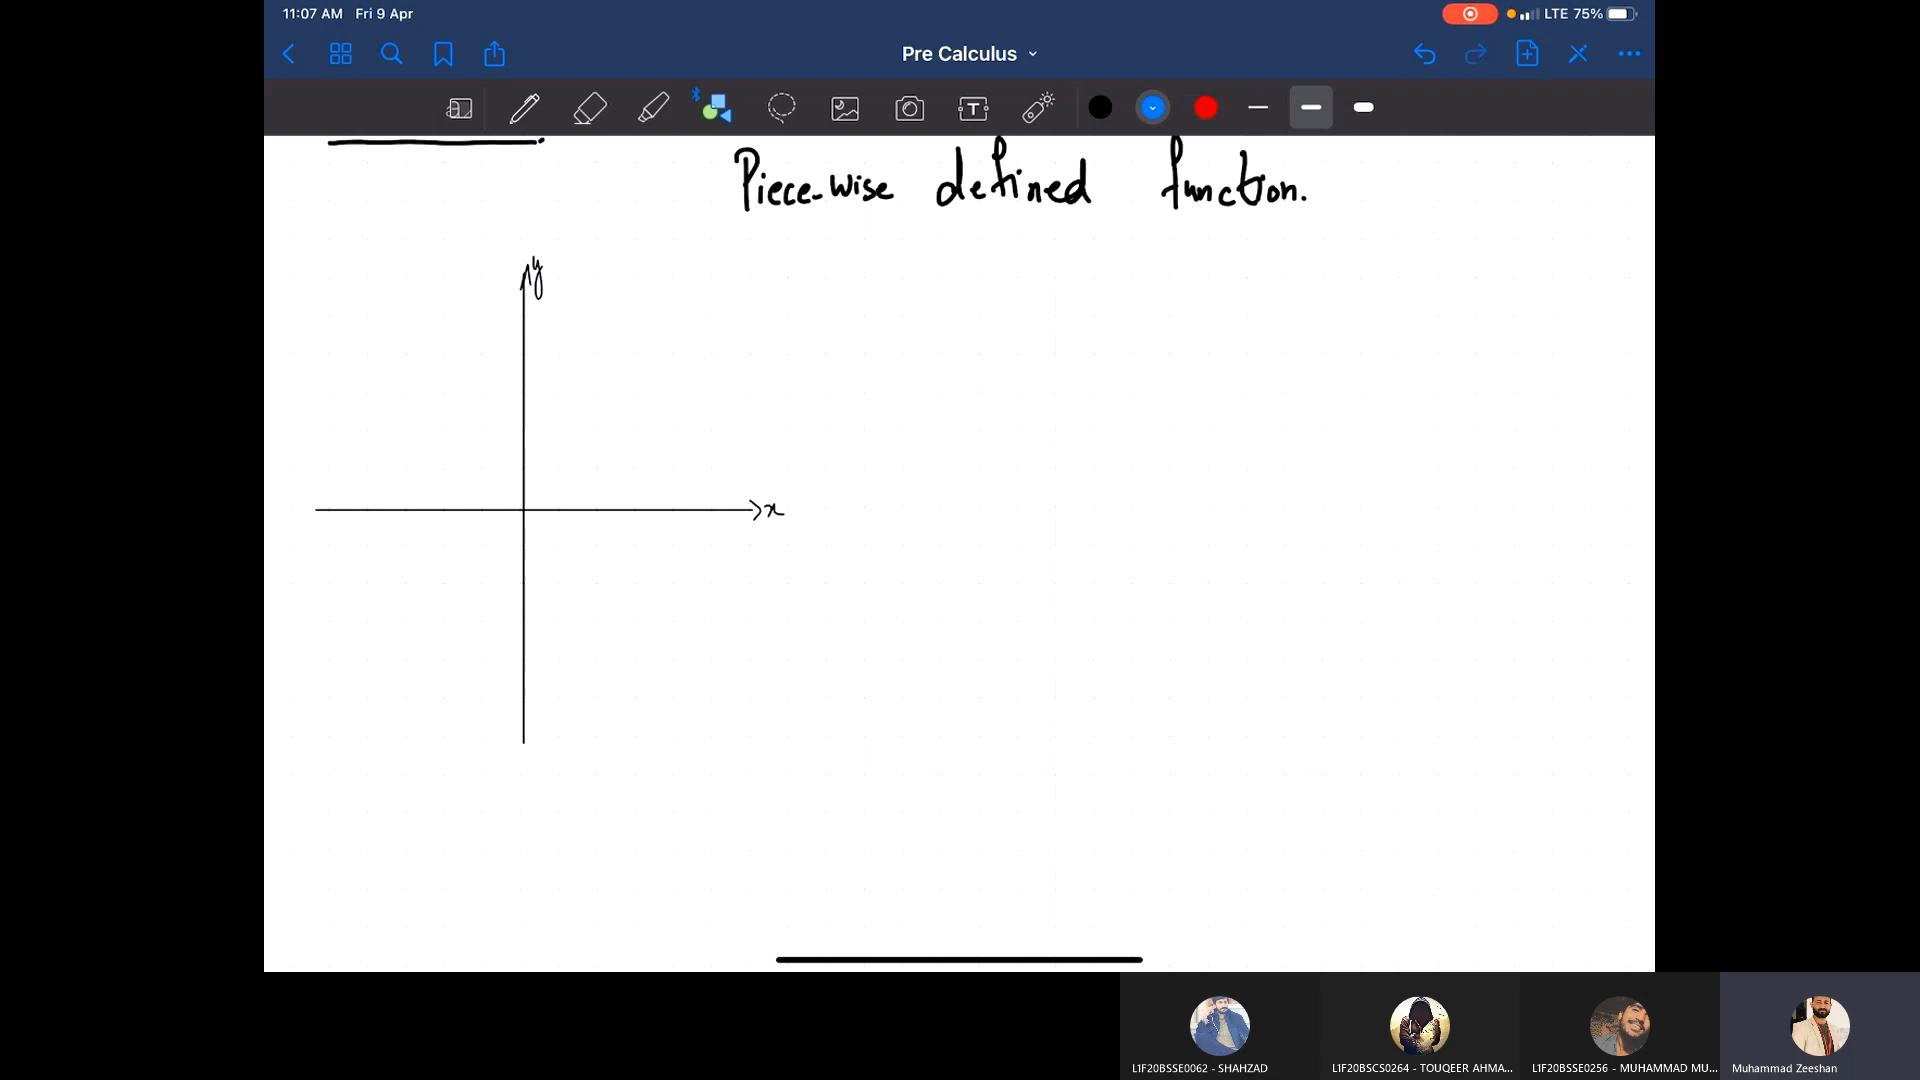 11:07 AM Fri 9 Apr
LTE 75%
Pre Calculus
T
Piece-wise defined function.
y
x
L1F20BSSE0062 - SHAHZAD
L1F20BSCS0264 - TOUQEER AHMA...
L1F20BSSE0256 - MUHAMMAD MU...
Muhammad Zeeshan